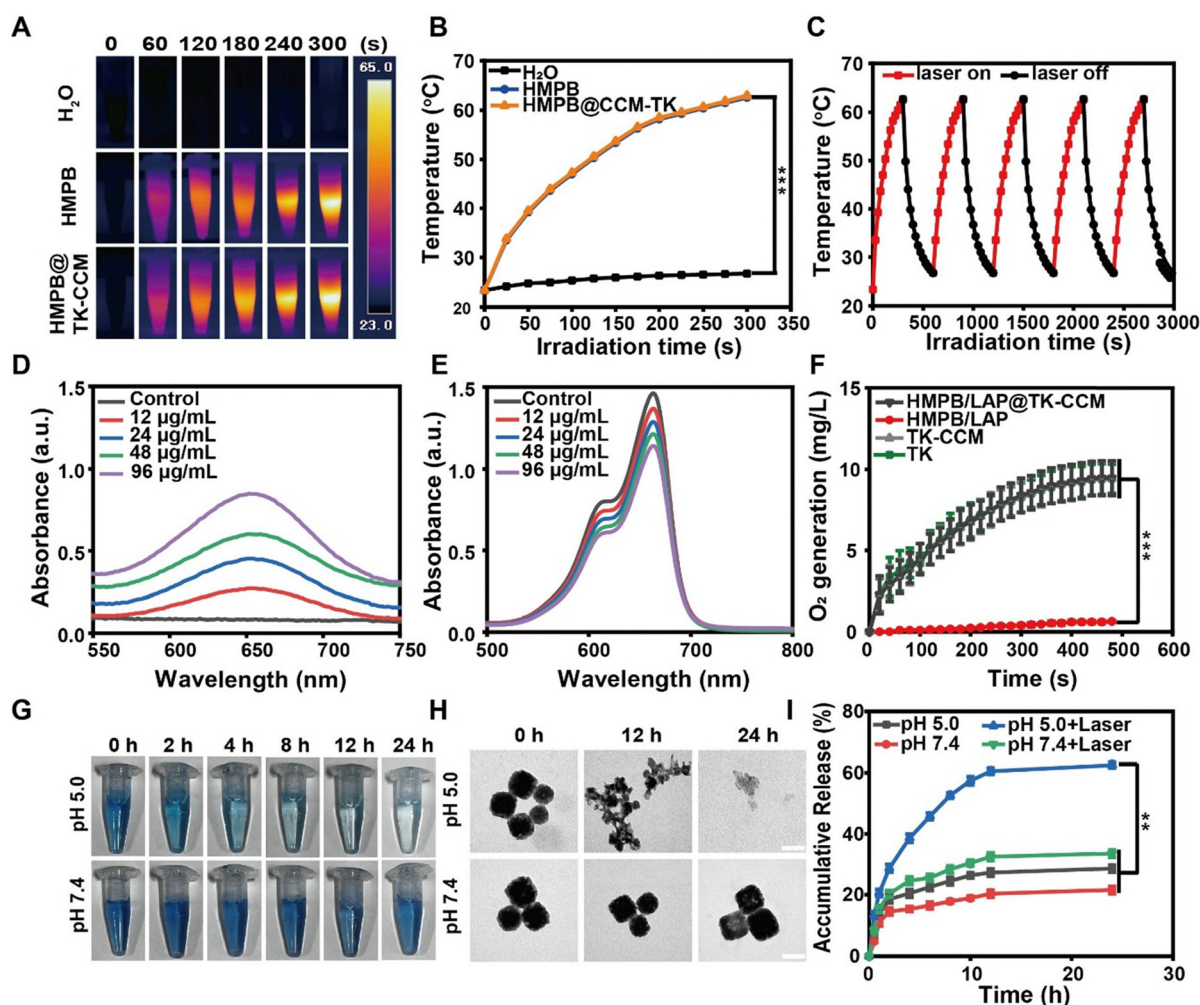 A
0 60 120 180 240 300 (s)
H₂O
HMPB
HMPB@
TK-CCM
65.0
23.0
B
Temperature (°C)
70
60
50
40
30
20
H₂O
HMPB
HMPB@CCM-TK
***
0 50 100 150 200 250 300 350
Irradiation time (s)
C
Temperature (°C)
70
60
50
40
30
20
laser on laser off
0 500 1000 1500 2000 2500 3000
Irradiation time (s)
D
Absorbance (a.u.)
1.5
1.0
0.5
0.0
Control
12 μg/mL
24 μg/mL
48 μg/mL
96 μg/mL
550 600 650 700 750
Wavelength (nm)
E
Absorbance (a.u.)
1.5
1.0
0.5
0.0
Control
12 μg/mL
24 μg/mL
48 μg/mL
96 μg/mL
500 600 700 800
Wavelength (nm)
F
O₂ generation (mg/L)
15
10
5
0
HMPB/LAP@TK-CCM
HMPB/LAP
TK-CCM
TK
***
0 100 200 300 400 500 600
Time (s)
G
0 h 2 h 4 h 8 h 12 h 24 h
pH 5.0
pH 7.4
H
0 h 12 h 24 h
pH 5.0
pH 7.4
I
Accumulative Release (%)
80
60
40
20
0
pH 5.0 pH 5.0+Laser
pH 7.4 pH 7.4+Laser
**
0 10 20 30
Time (h)